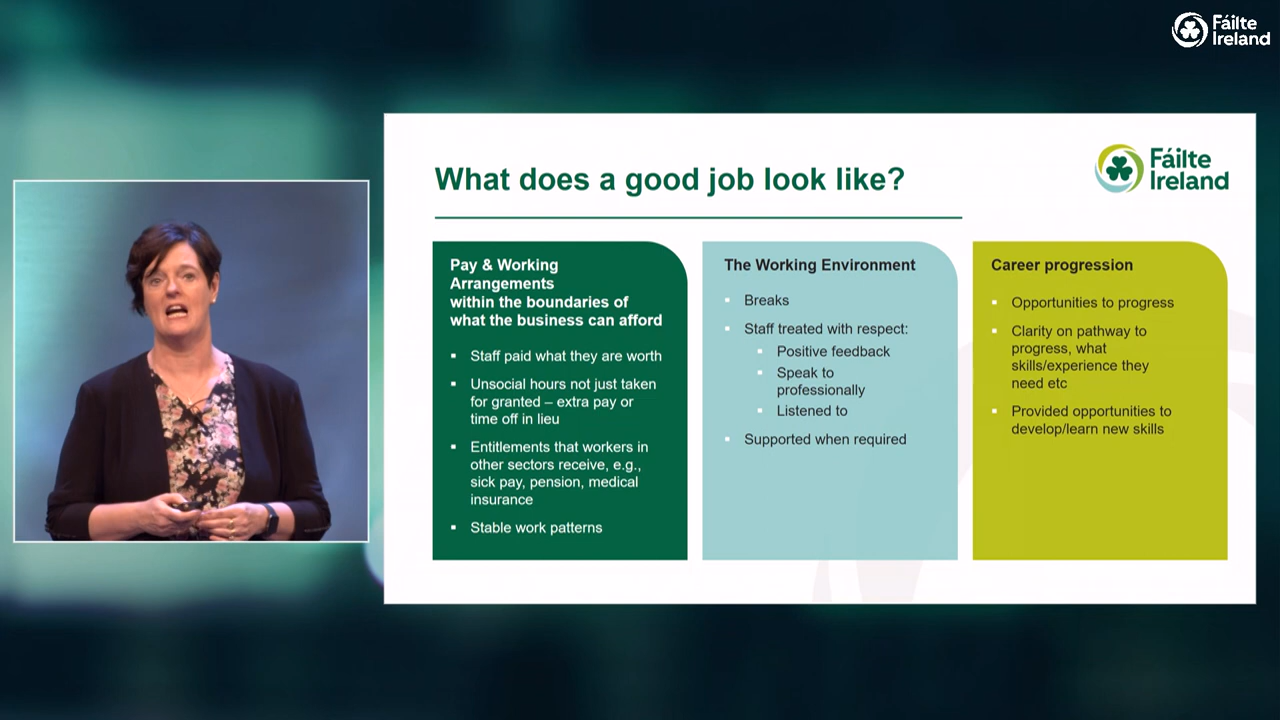 Fáilte
Ireland
What does a good job look like?
Fáilte
Ireland
Pay & Working
Arrangements
within the boundaries of
what the business can afford
Staff paid what they are worth
Unsocial hours not just taken
for granted – extra pay or
time off in lieu
Entitlements that workers in
other sectors receive, e.g.,
sick pay, pension, medical
insurance
Stable work patterns
The Working Environment
Breaks
Staff treated with respect:
Positive feedback
Speak to
professionally
Listened to
Supported when required
Career progression
Opportunities to progress
Clarity on pathway to
progress, what
skills/experience they
need etc
Provided opportunities to
develop/learn new skills